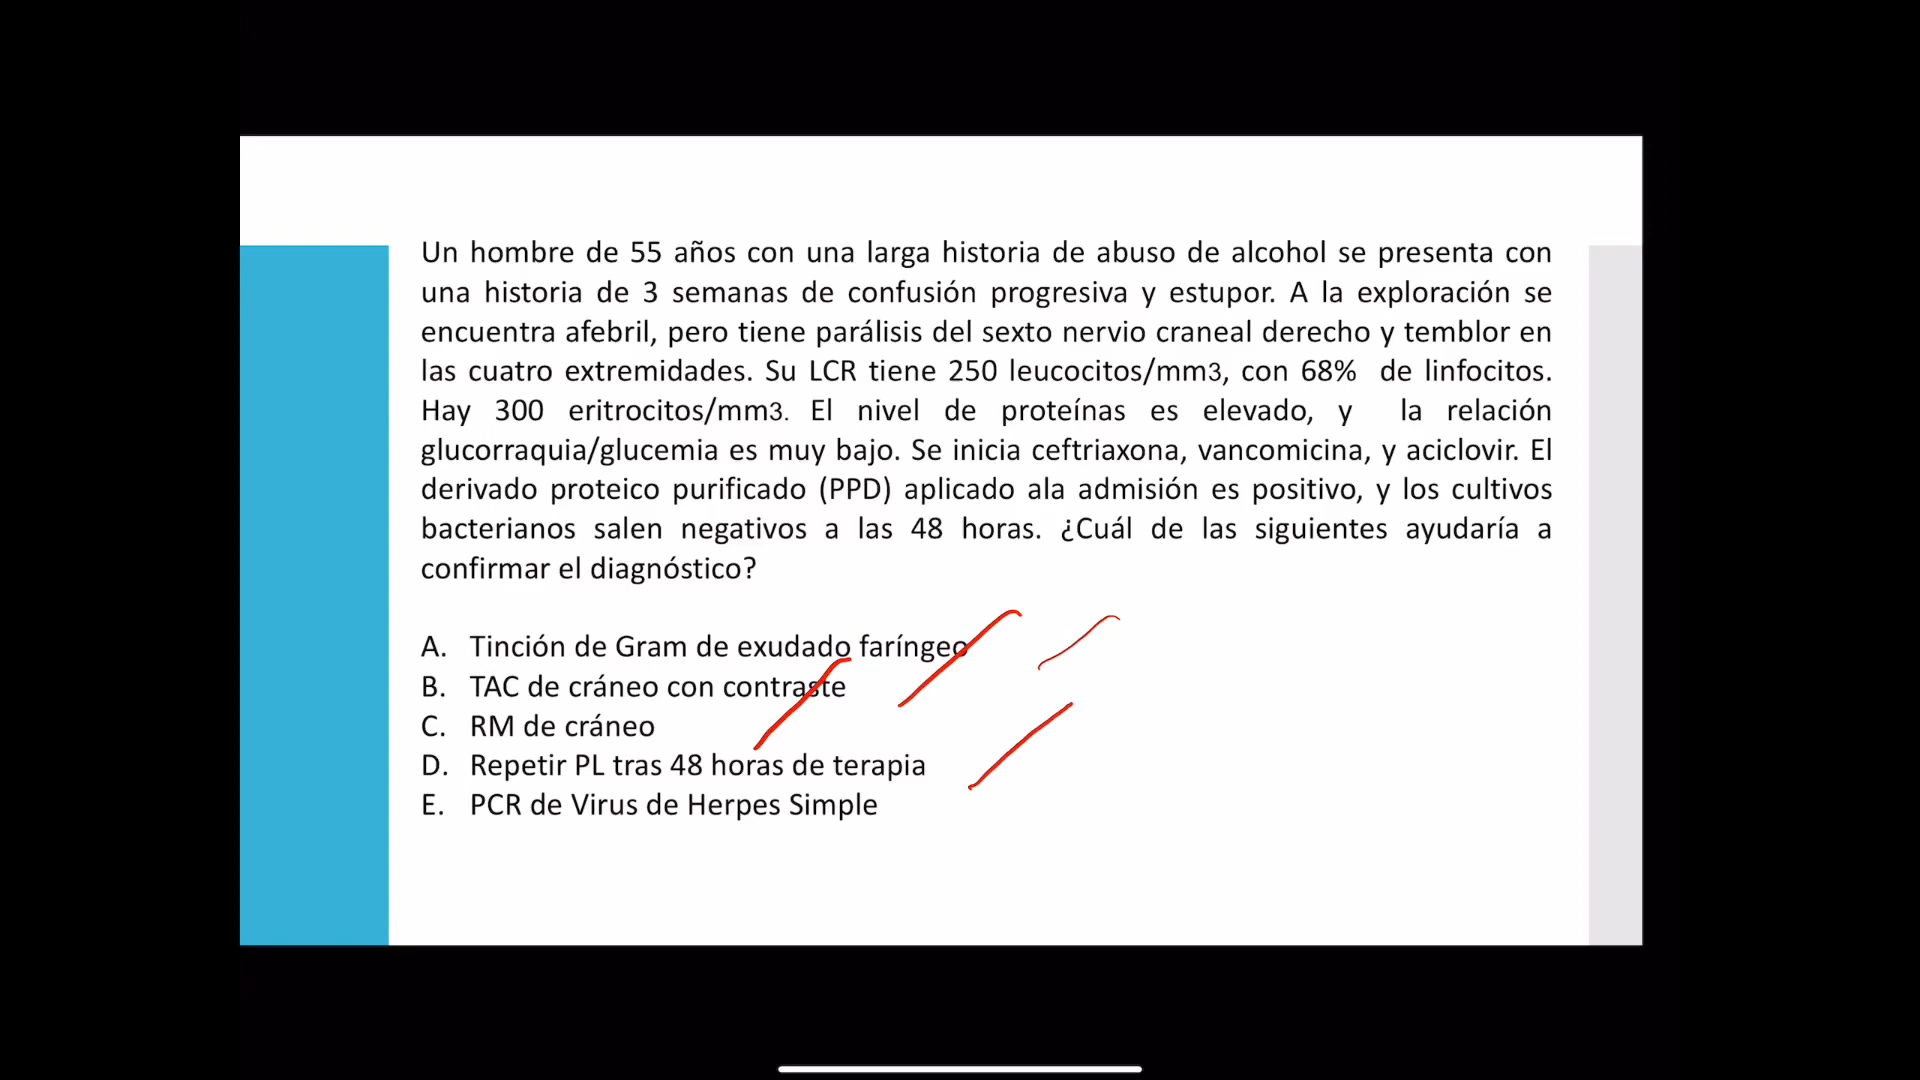 Un hombre de 55 años con una larga historia de abuso de alcohol se presenta con
una historia de 3 semanas de confusión progresiva y estupor. A la exploración se
encuentra afebril, pero tiene parálisis del sexto nervio craneal derecho y temblor en
las cuatro extremidades. Su LCR tiene 250 leucocitos/mm3, con 68% de linfocitos.
Hay 300 eritrocitos/mm3. El nivel de proteínas es elevado, y la relación
glucorraquia/glucemia es muy bajo. Se inicia ceftriaxona, vancomicina, y aciclovir. El
derivado proteico purificado (PPD) aplicado ala admisión es positivo, y los cultivos
bacterianos salen negativos a las 48 horas. ¿Cuál de las siguientes ayudaría a
confirmar el diagnóstico?
A. Tinción de Gram de exudado faríngeo
B. TAC de cráneo con contraste
C. RM de cráneo
D. Repetir PL tras 48 horas de terapia
E. PCR de Virus de Herpes Simple